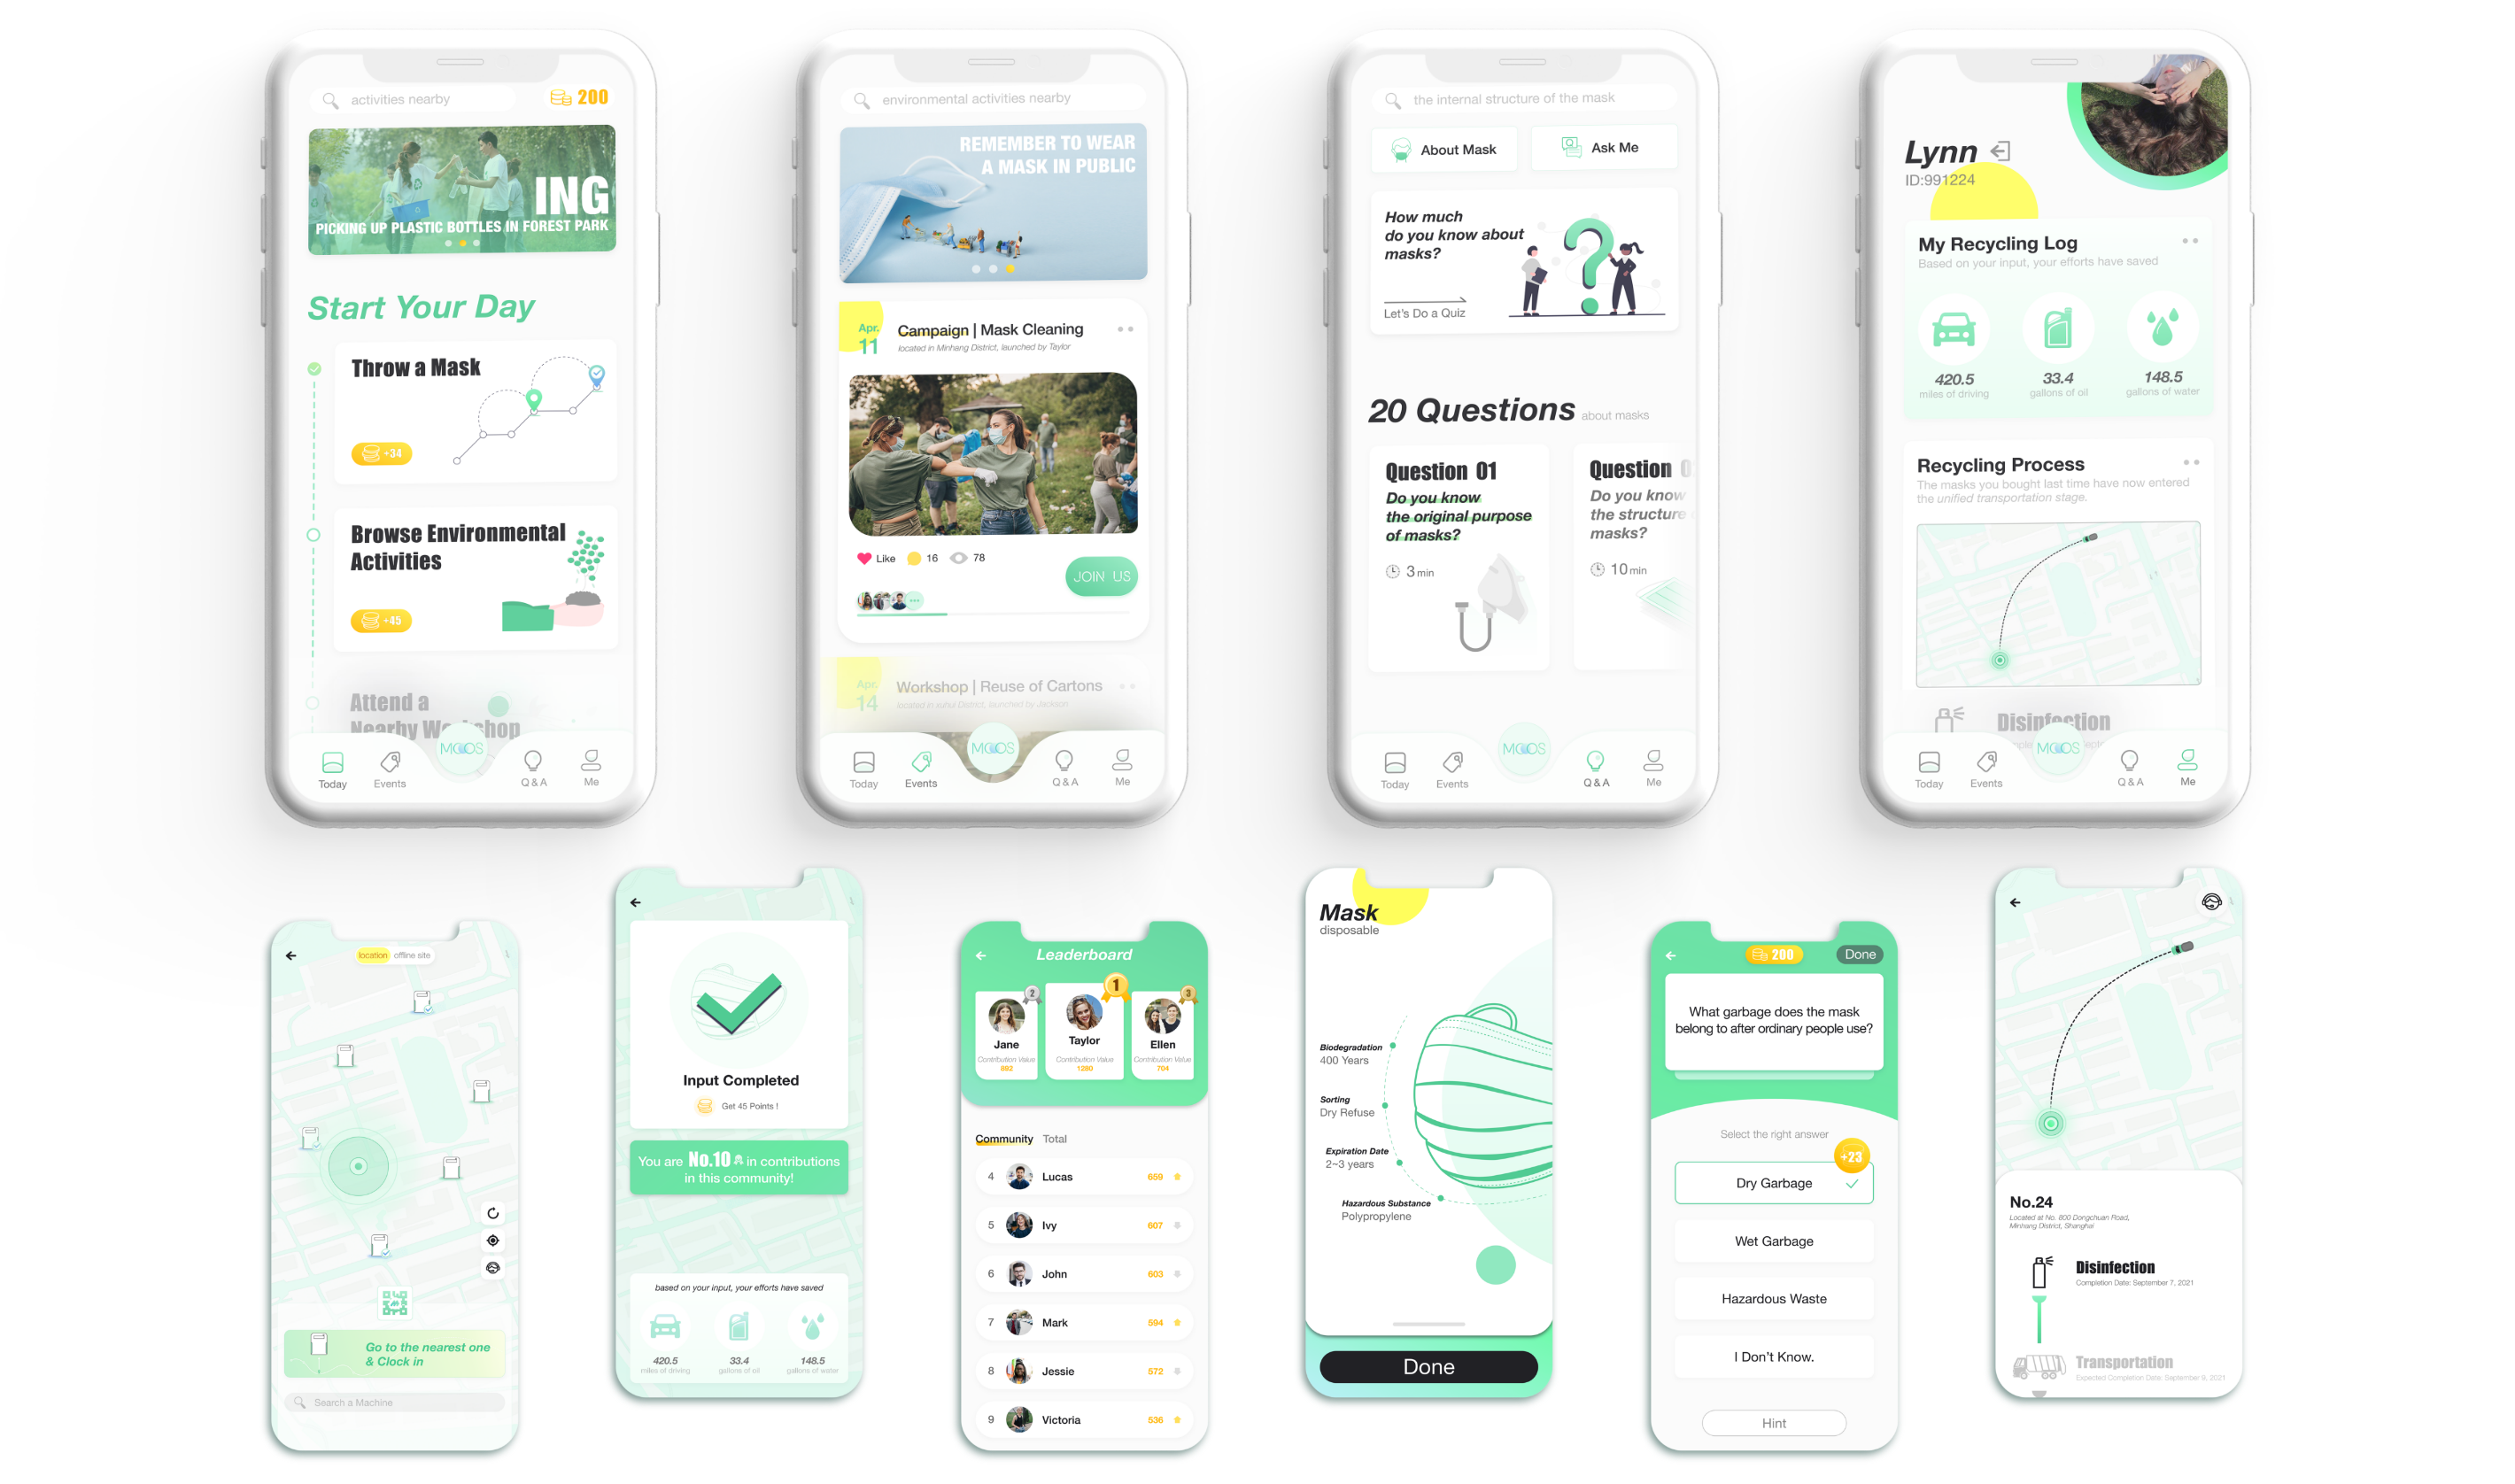 activities nearby
200
ING
PICKING UP PLASTIC BOTTLES IN FOREST PARK
Start Your Day
Throw a Mask
+34
Browse Environmental
Activities
+45
Attend a
Nearby Workshop
MOOS
Today
Events
Q & A
Me
environmental activities nearby
REMEMBER TO WEAR
A MASK IN PUBLIC
Apr.
11
Campaign | Mask Cleaning
located in Minhang District, launched by Taylor
Like
16
78
JOIN US
Apr.
14
Workshop | Reuse of Cartons
located in xuhui District, launched by Jackson
MOOS
Today
Events
Q & A
Me
the internal structure of the mask
About Mask
Ask Me
How much
do you know about
masks?
Let's Do a Quiz
20 Questions about masks
Question 01
Do you know
the original purpose
of masks?
3 min
Question 0
Do you know
the structure
masks?
10 min
MOOS
Today
Events
Q & A
Me
Lynn
ID:991224
My Recycling Log
Based on your input, your efforts have saved
420.5
miles of driving
33.4
gallons of oil
148.5
gallons of water
Recycling Process
The masks you bought last time have now entered
the unified transportation stage.
Disinfection
MOOS
Today
Events
Q & A
Me
location
offline site
Go to the nearest one
& Clock in
Search a Machine
Input Completed
Get 45 Points !
You are No.10 in contributions
in this community!
based on your input, your efforts have saved
420.5
miles of driving
33.4
gallons of oil
148.5
gallons of water
Leaderboard
2
Jane
Contribution Value
892
1
Taylor
Contribution Value
1280
3
Ellen
Contribution Value
704
Community
Total
4 Lucas 659
5 Ivy 607
6 John 603
7 Mark 594
8 Jessie 572
9 Victoria 536
Mask
disposable
Biodegradation
400 Years
Sorting
Dry Refuse
Expiration Date
2~3 years
Hazardous Substance
Polypropylene
Done
200
Done
What garbage does the mask
belong to after ordinary people use?
Select the right answer
+23
Dry Garbage
Wet Garbage
Hazardous Waste
I Don't Know.
Hint
No.24
Located at No. 800 Dongchuan Road,
Minhang District, Shanghai
Disinfection
Completion Date: September 7, 2021
Transportation
Expected Completion Date: September 9, 2021